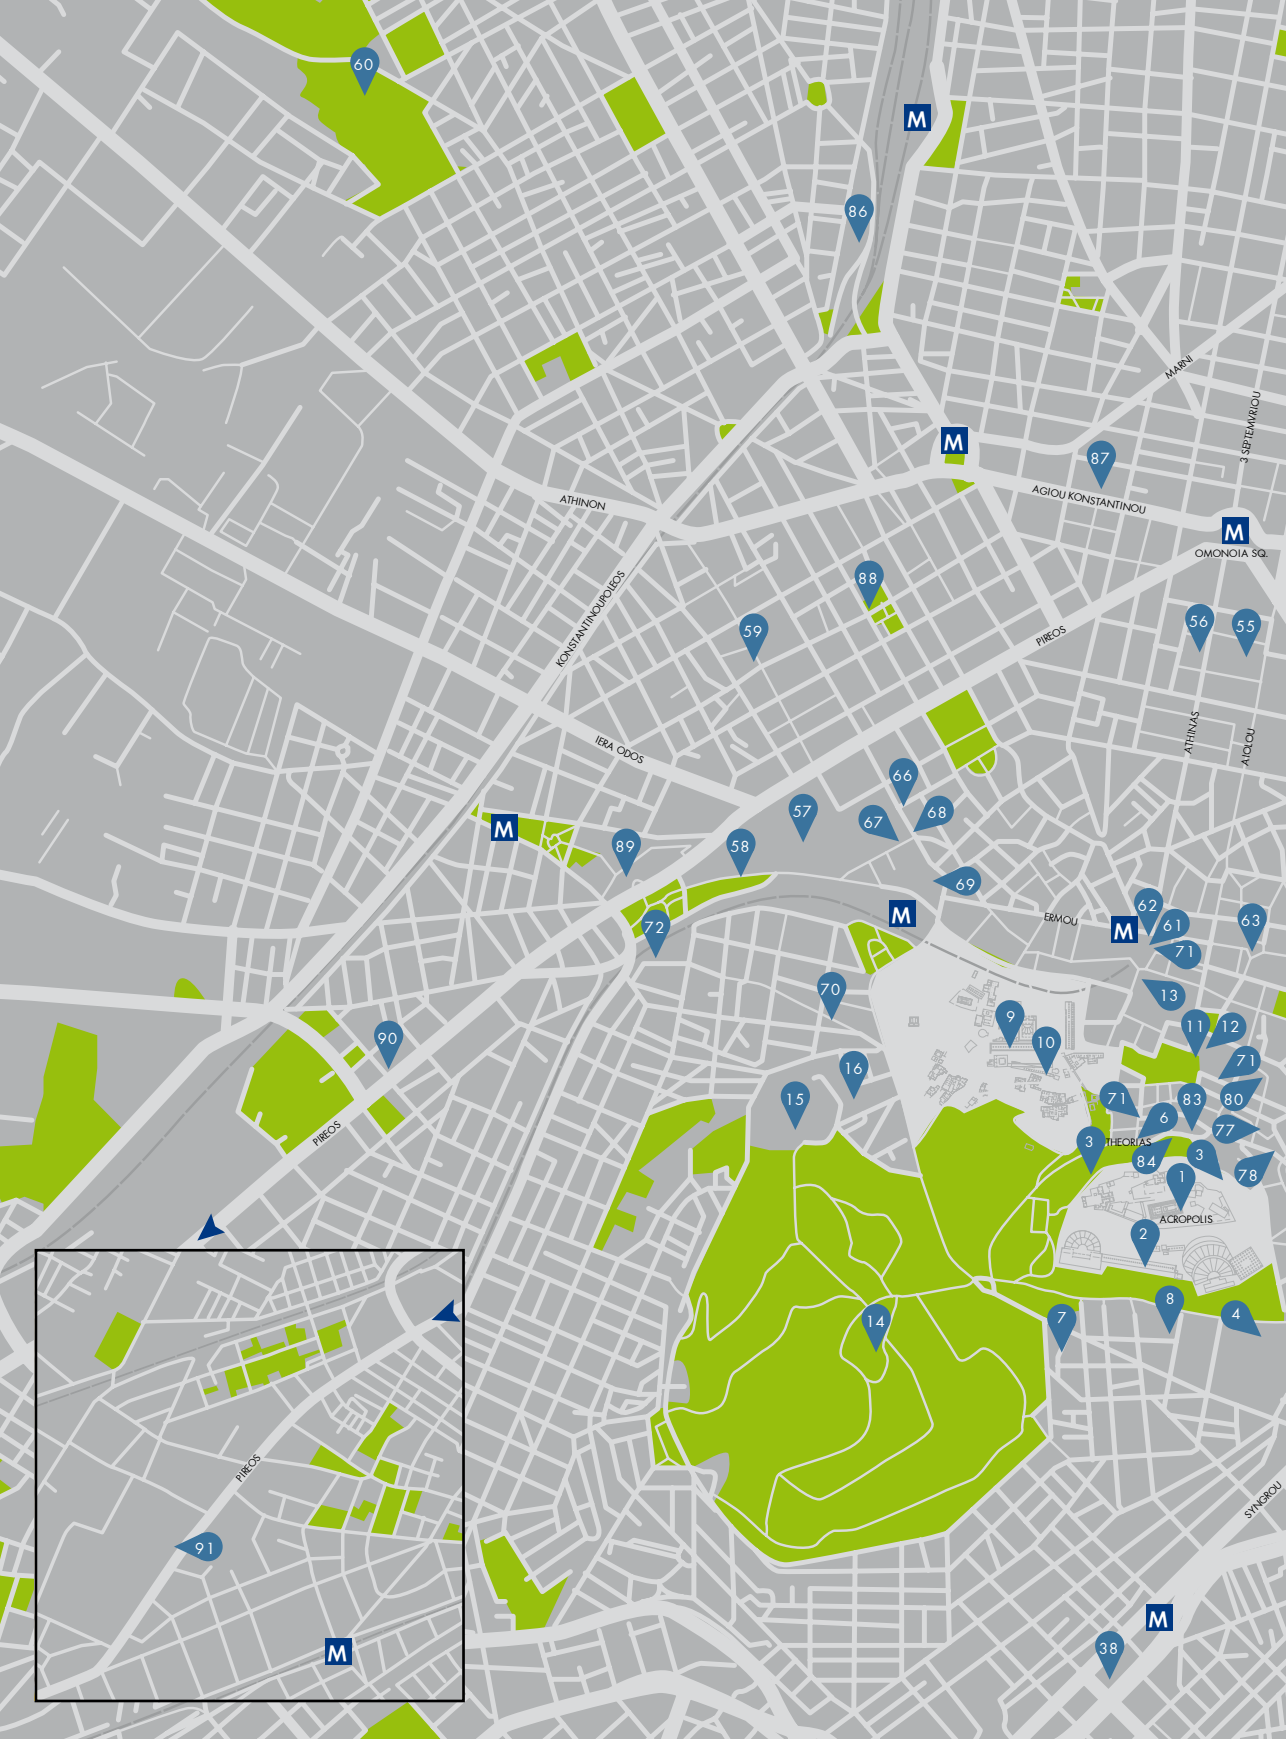 60
M
86
MARNI
3 SEPTEMVRIOU
M
87
ATHINON
AGIOU KONSTANTINOU
M
OMONOIA SQ.
88
KONSTANTINOUPOLEOS
59
56
55
PIREOS
ATHINAS
AIOLOU
IERA ODOS
66
57
67
68
M
89
58
69
M
ERMOU
62
M
61
63
72
71
70
13
9
11
12
90
10
16
71
15
71
83
80
6
77
PIREOS
3
THEORIAS
84
3
78
1
ACROPOLIS
2
8
4
7
14
PIREOS
SYNGROU
91
M
M
38